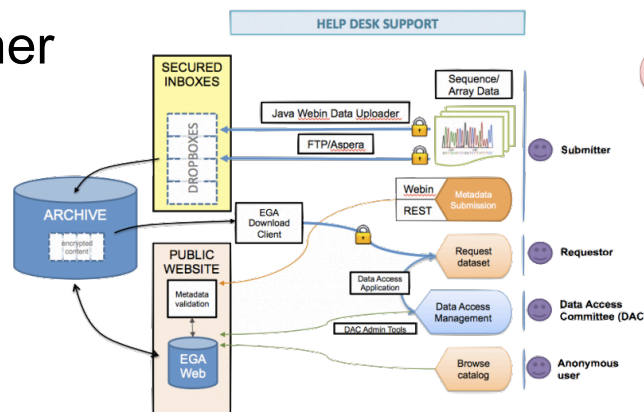 ner
HELP DESK SUPPORT
SECURED
INBOXES
DROPBOXES
Java Webin Data Uploader
FTP/Aspera
Sequence/
Array Data
Submitter
Webin
REST
Metadata
Submission
ARCHIVE
encrypted
content
EGA
Download
Client
Request
dataset
Requestor
PUBLIC
WEBSITE
Metadata
validation
Data Access
Application
Data Access
Management
Data Access
Committee (DAC
DAC Admin Tools
EGA
Web
Browse
catalog
Anonymous
user